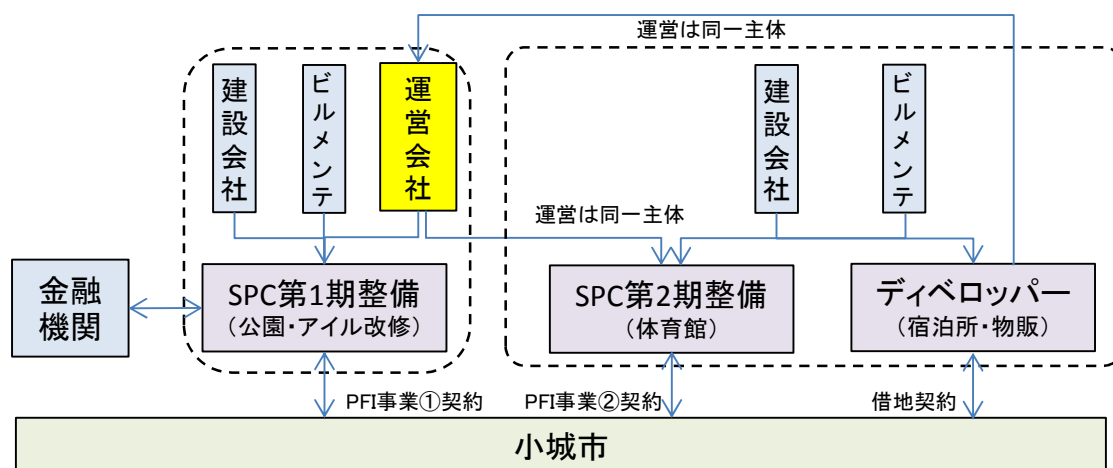 運営は同一主体
建設会社
ビルメンテ
運営会社
建設会社
ビルメンテ
運営は同一主体
金融
機関
SPC第1期整備
（公園・アイル改修）
SPC第2期整備
（体育館）
ディベロッパー
（宿泊所・物販）
PFI事業①契約
PFI事業②契約
借地契約
小城市